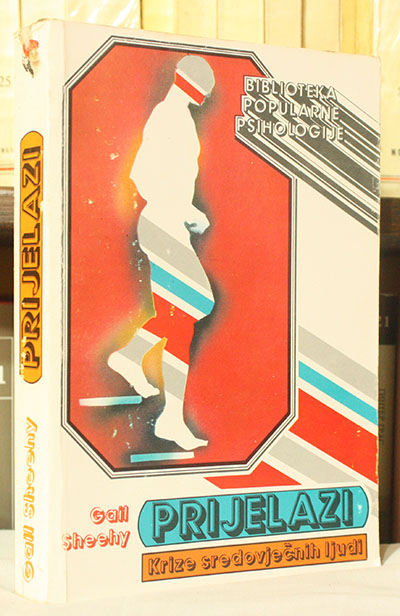 BIBLIOTEKA
POPULARNE
PSIHOLOGIJE
Gail
Sheehy
PRIJELAZI
Krize sredovječnih ljudi
Gail Sheehy
PRIJELAZI